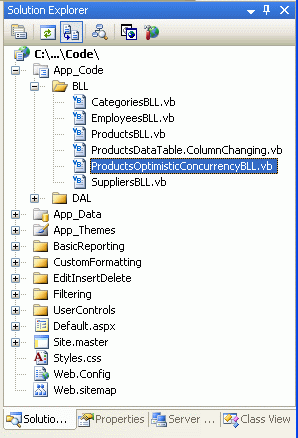 Solution Explorer
C:\...\Code\
App_Code
BLL
CategoriesBLL.vb
EmployeesBLL.vb
ProductsBLL.vb
ProductsDataTable.ColumnChanging.vb
ProductsOptimisticConcurrencyBLL.vb
SuppliersBLL.vb
DAL
App_Data
App_Themes
BasicReporting
CustomFormatting
EditInsertDelete
Filtering
UserControls
Default.aspx
Site.master
Styles.css
Web.Config
Web.sitemap
Solutio... Properties Server ... Class View